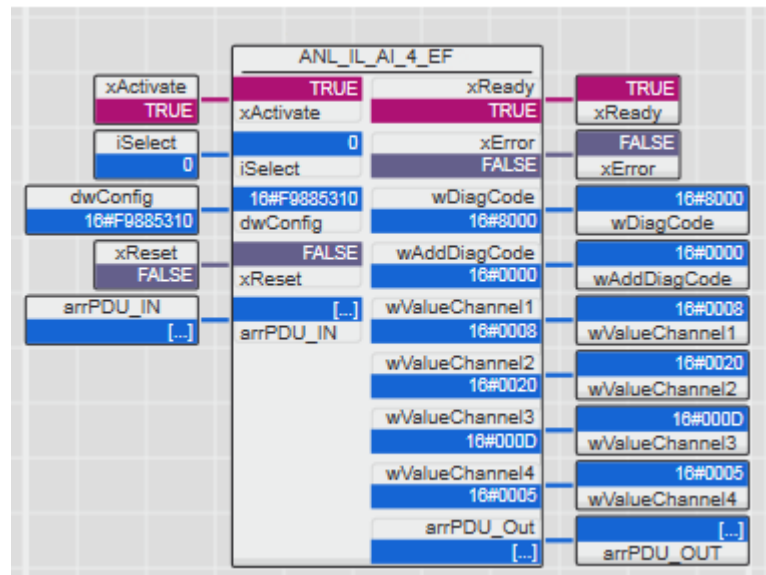 ANL_IL_AI_4_EF
xActivate
TRUE
TRUE
xActivate
xReady
TRUE
TRUE
xReady
iSelect
0
0
iSelect
xError
FALSE
FALSE
xError
dwConfig
16#F9885310
16#F9885310
dwConfig
wDiagCode
16#8000
16#8000
wDiagCode
xReset
FALSE
FALSE
xReset
wAddDiagCode
16#0000
16#0000
wAddDiagCode
arrPDU_IN
[...]
[...]
arrPDU_IN
wValueChannel1
16#0008
16#0008
wValueChannel1
wValueChannel2
16#0020
16#0020
wValueChannel2
wValueChannel3
16#000D
16#000D
wValueChannel3
wValueChannel4
16#0005
16#0005
wValueChannel4
arrPDU_Out
[...]
[...]
arrPDU_OUT